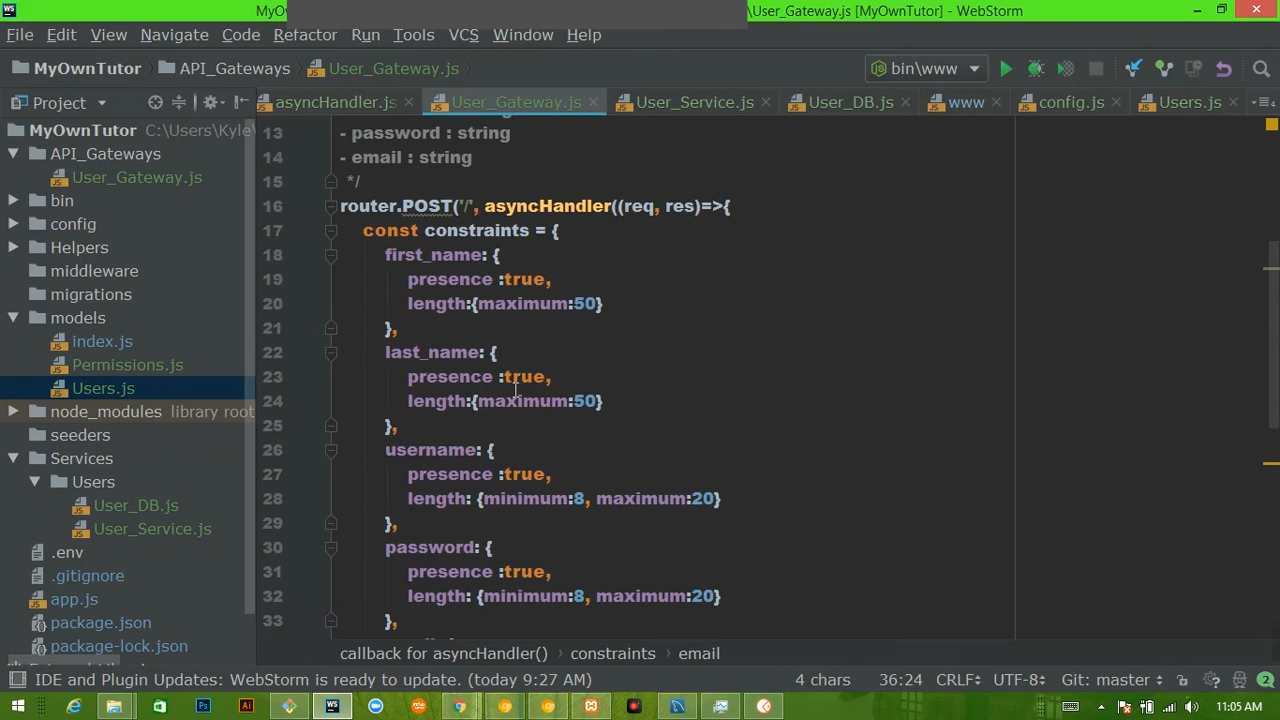 WS MyO \User_Gateway.js [MyOwnTutor] - WebStorm
File Edit View Navigate Code Refactor Run Tools VCS Window Help
MyOwnTutor API_Gateways User_Gateway.js bin\www
Project asyncHandler.js User_Gateway.js User_Service.js User_DB.js www config.js Users.js
MyOwnTutor C:\Users\Kyle\
API_Gateways
User_Gateway.js
bin
config
Helpers
middleware
migrations
models
index.js
Permissions.js
Users.js
node_modules library root
seeders
Services
Users
User_DB.js
User_Service.js
.env
.gitignore
app.js
package.json
package-lock.json
13 - password : string
14 - email : string
15 */
16 router.POST('/', asyncHandler((req, res)=>{
17 const constraints = {
18 first_name: {
19 presence :true,
20 length:{maximum:50}
21 },
22 last_name: {
23 presence :true,
24 length:{maximum:50}
25 },
26 username: {
27 presence :true,
28 length: {minimum:8, maximum:20}
29 },
30 password: {
31 presence :true,
32 length: {minimum:8, maximum:20}
33 },
callback for asyncHandler() constraints email
IDE and Plugin Updates: WebStorm is ready to update. (today 9:27 AM) 4 chars 36:24 CRLF UTF-8 Git: master 2
Ps Ai 11:05 AM